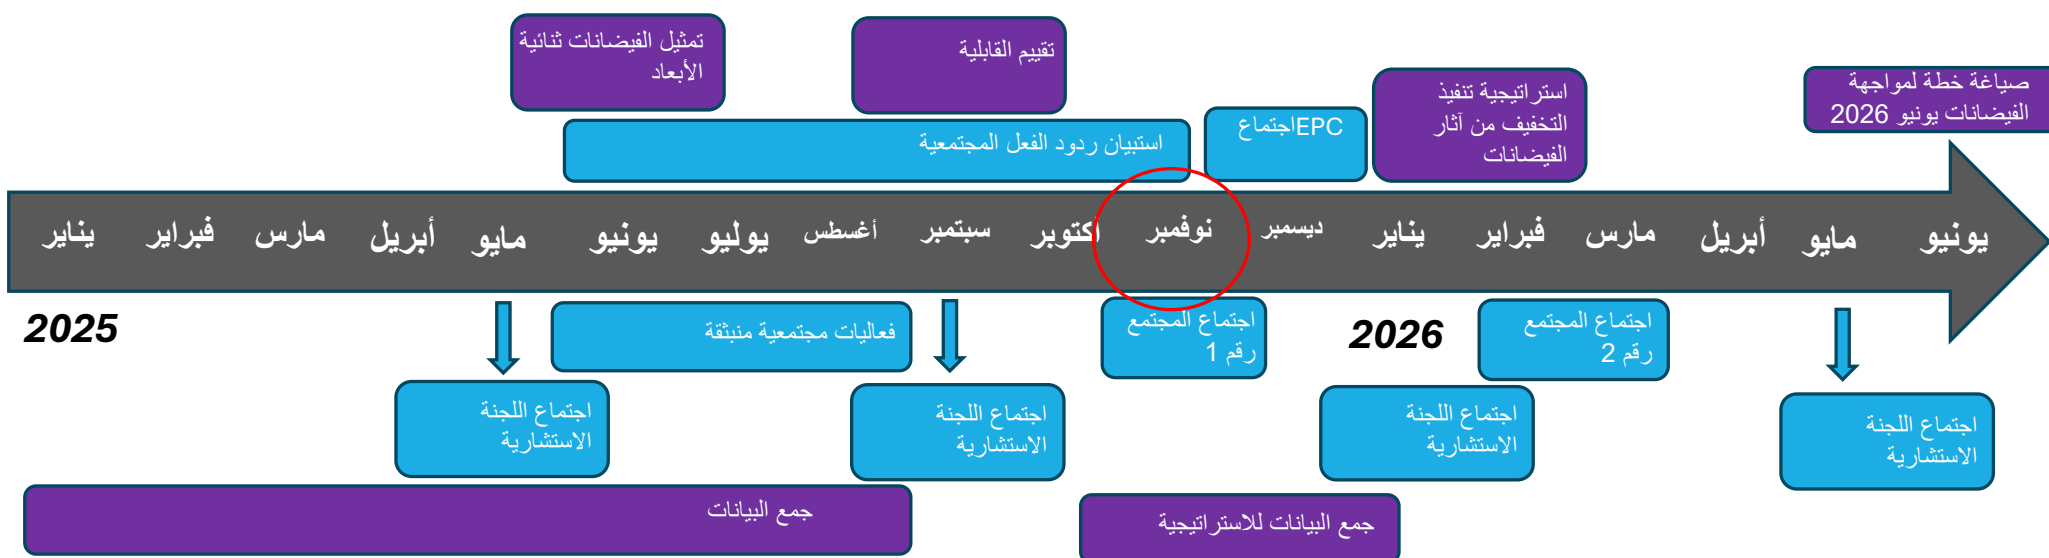 تمثيل الفيضانات ثنائية
الأبعاد
تقييم القابلية
استراتيجية تنفيذ
التخفيف من آثار
الفيضانات
صياغة خطة لمواجهة
الفيضانات يونيو 2026
استبيان ردود الفعل المجتمعية
EPCاجتماع
يناير
فبراير
مارس
أبريل
مايو
يونيو
يوليو
أغسطس
سبتمبر
أكتوبر
نوفمبر
ديسمبر
يناير
فبراير
مارس
أبريل
مايو
يونيو
2025
فعاليات مجتمعية منبثقة
اجتماع المجتمع
رقم 1
2026
اجتماع المجتمع
رقم 2
اجتماع اللجنة
الاستشارية
اجتماع اللجنة
الاستشارية
اجتماع اللجنة
الاستشارية
اجتماع اللجنة
الاستشارية
جمع البيانات
جمع البيانات للاستراتيجية